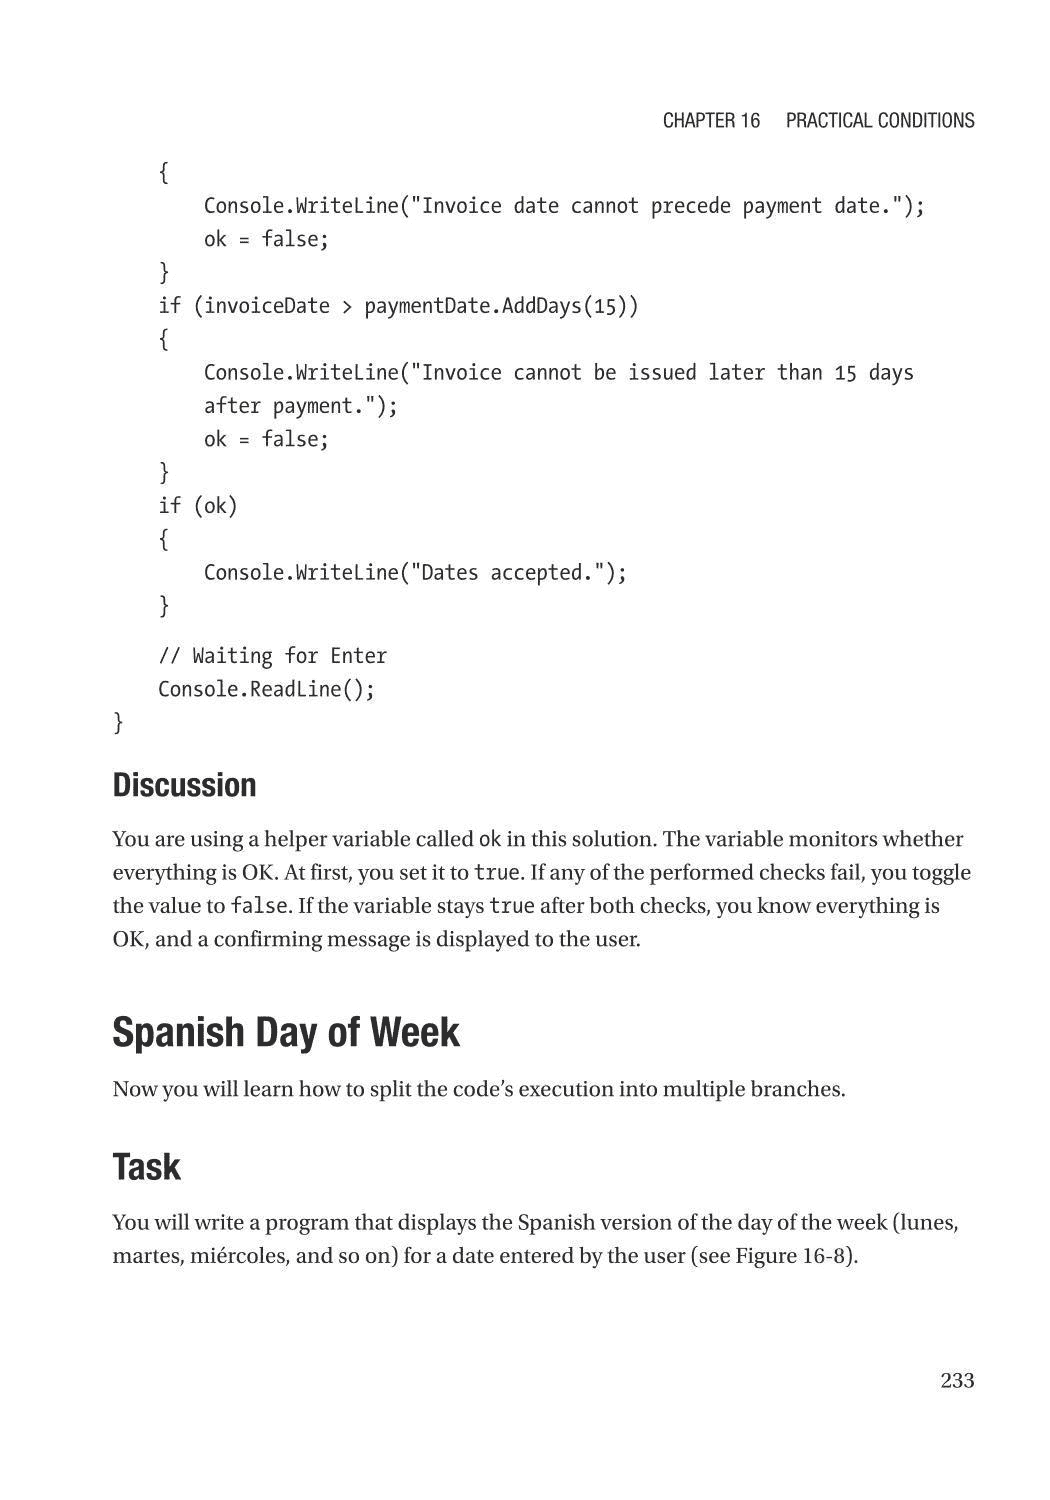 CHAPTER 16 PRACTICAL CONDITIONS
{
Console.WriteLine("Invoice date cannot precede payment date.");
ok = false;
}
if (invoiceDate > paymentDate.AddDays(15))
{
Console.WriteLine("Invoice cannot be issued later than 15 days
after payment.");
ok = false;
}
if (ok)
{
Console.WriteLine("Dates accepted.");
}
// Waiting for Enter
Console.ReadLine();
}
Discussion
You are using a helper variable called ok in this solution. The variable monitors whether
everything is OK. At first, you set it to true. If any of the performed checks fail, you toggle
the value to false. If the variable stays true after both checks, you know everything is
OK, and a confirming message is displayed to the user.
Spanish Day of Week
Now you will learn how to split the code’s execution into multiple branches.
Task
You will write a program that displays the Spanish version of the day of the week (lunes,
martes, miércoles, and so on) for a date entered by the user (see Figure 16-8).
233